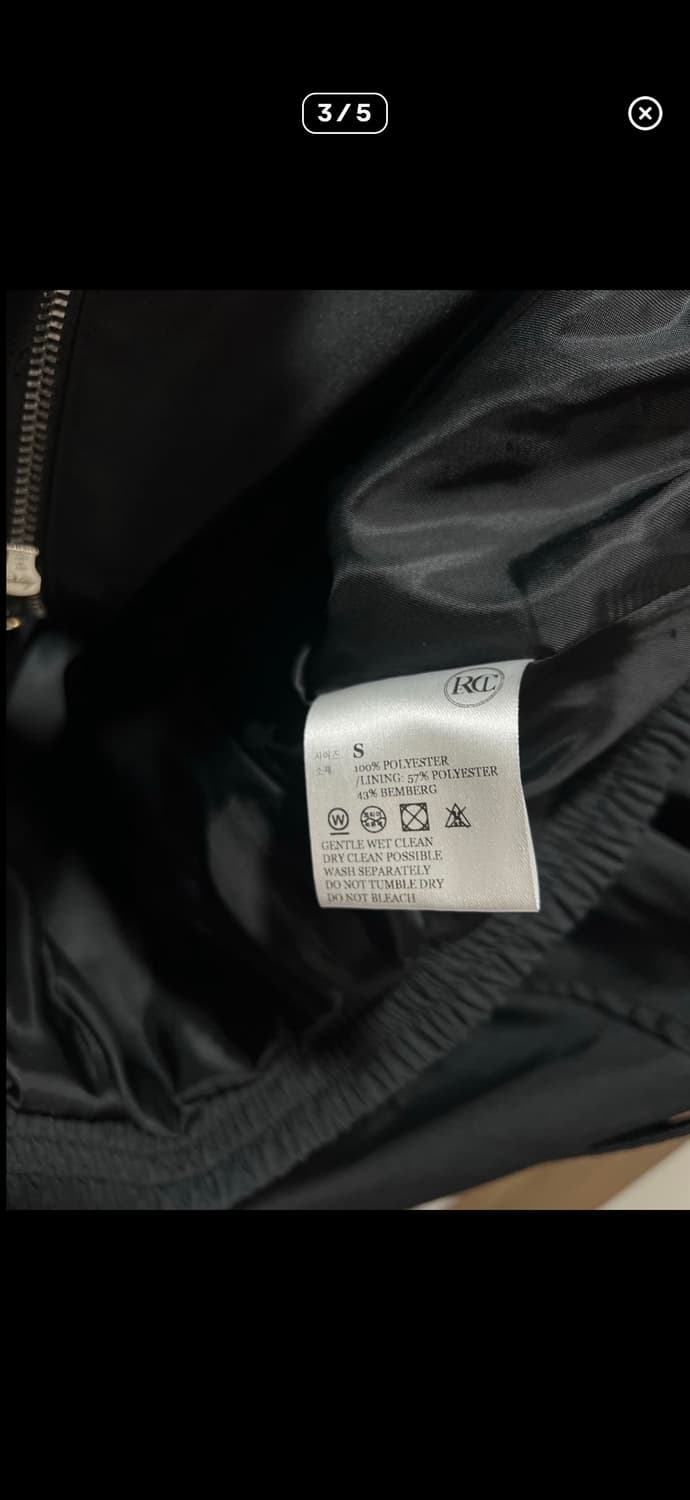 3/5
RCT
사이즈 S
소재 100% POLYESTER
/LINING: 57% POLYESTER
43% BEMBERG
W
GENTLE WET CLEAN
DRY CLEAN POSSIBLE
WASH SEPARATELY
DO NOT TUMBLE DRY
DO NOT BLEACH